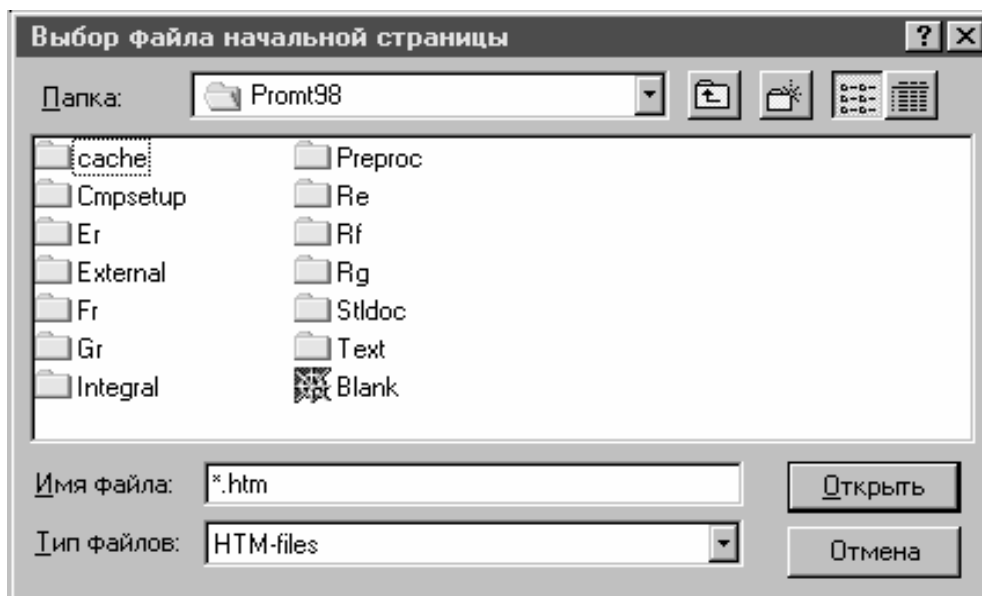 Выбор файла начальной страницы
Папка: Promt98
cache Preproc
Cmpsetup Re
Er Rf
External Rg
Fr Stldoc
Gr Text
Integral Blank
Имя файла: *.htm Открыть
Тип файлов: HTM-files Отмена